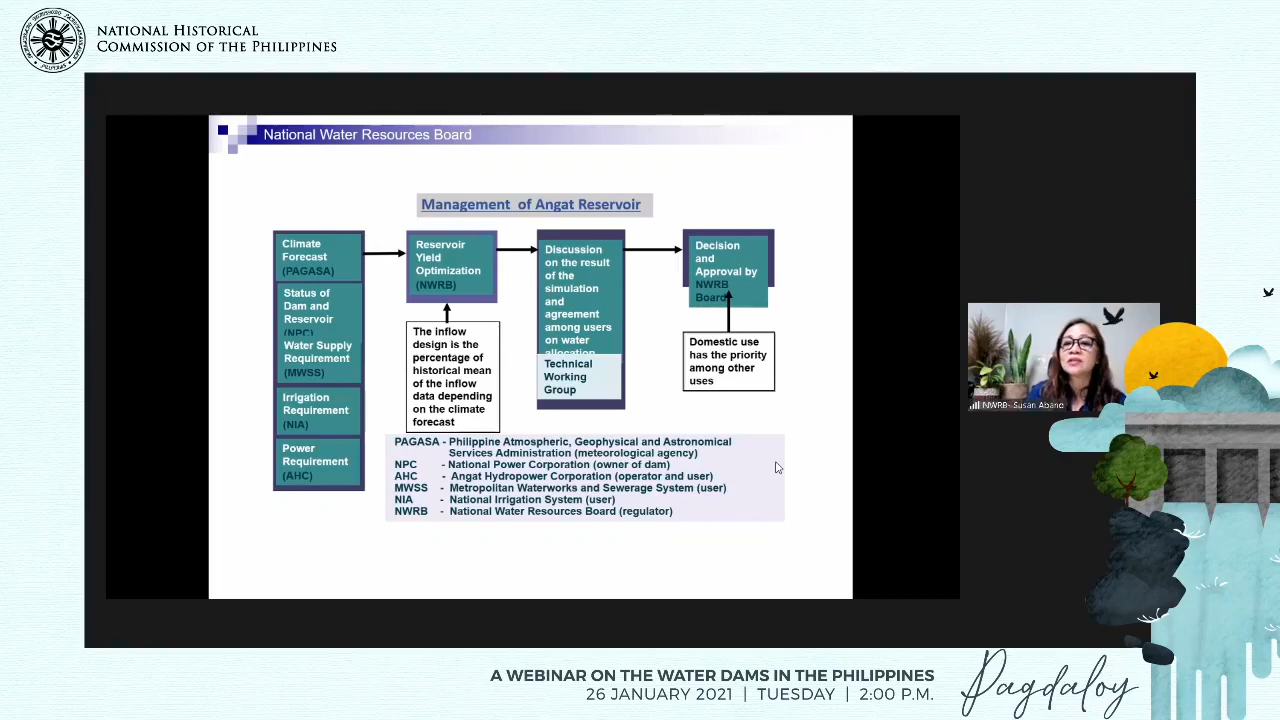 NATIONAL HISTORICAL
COMMISSION OF THE PHILIPPINES
National Water Resources Board
Management of Angat Reservoir
Climate
Forecast
(PAGASA)
Status of
Dam and
Reservoir
(NPC)
Water Supply
Requirement
(MWSS)
Irrigation
Requirement
(NIA)
Power
Requirement
(AHC)
Reservoir
Yield
Optimization
(NWRB)
The inflow
design is the
percentage of
historical mean
of the inflow
data depending
on the climate
forecast
Discussion
on the result
of the
simulation
and
agreement
among users
on water
allocation
Technical
Working
Group
Decision
and
Approval by
NWRB
Board
Domestic use
has the priority
among other
uses
PAGASA - Philippine Atmospheric, Geophysical and Astronomical
Services Administration (meteorological agency)
NPC - National Power Corporation (owner of dam)
AHC - Angat Hydropower Corporation (operator and user)
MWSS - Metropolitan Waterworks and Sewerage System (user)
NIA - National Irrigation System (user)
NWRB - National Water Resources Board (regulator)
NWRB- Susan Abano
A WEBINAR ON THE WATER DAMS IN THE PHILIPPINES
26 JANUARY 2021 | TUESDAY | 2:00 P.M.
Pagdaloy